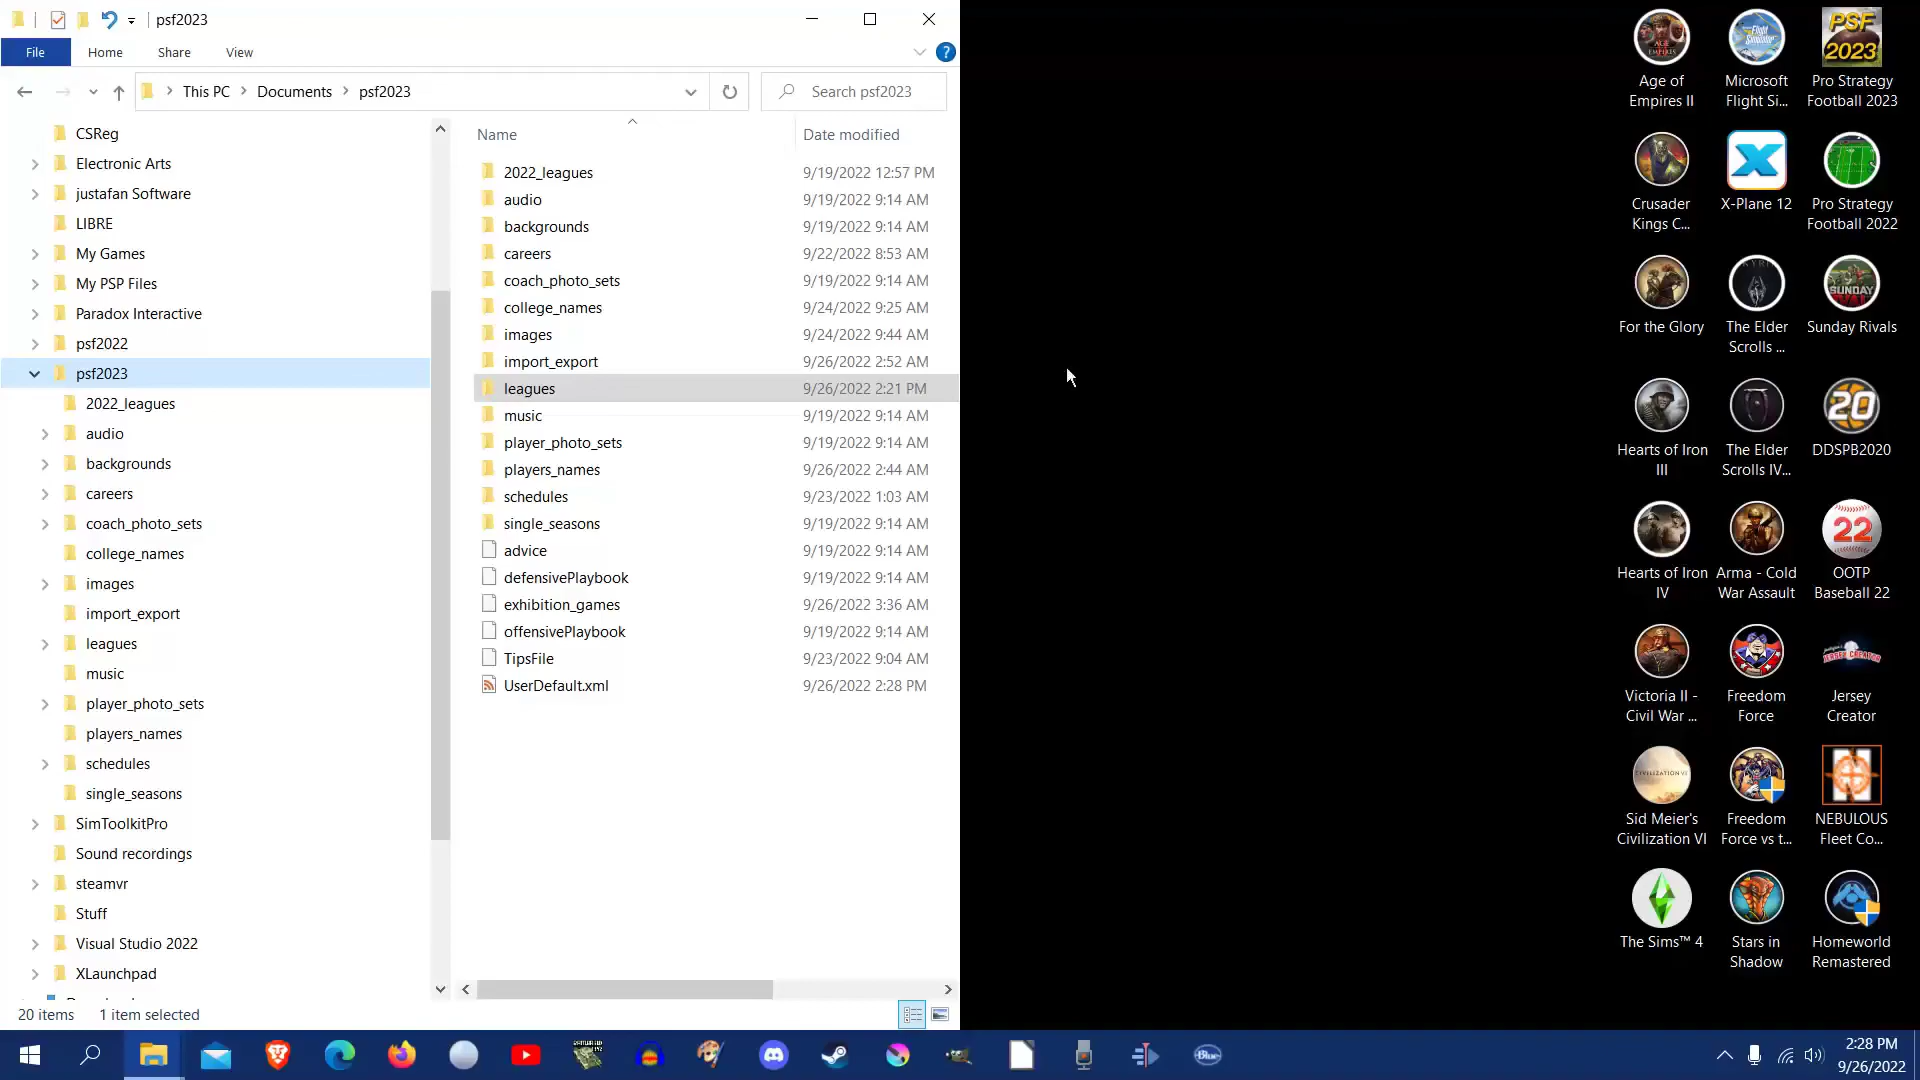 psf2023
File
Home
Share
View
?
This PC > Documents > psf2023
Search psf2023
CSReg
Electronic Arts
justafan Software
LIBRE
My Games
My PSP Files
Paradox Interactive
psf2022
psf2023
2022_leagues
audio
backgrounds
careers
coach_photo_sets
college_names
images
import_export
leagues
music
player_photo_sets
players_names
schedules
single_seasons
SimToolkitPro
Sound recordings
steamvr
Stuff
Visual Studio 2022
XLaunchpad
Name Date modified
2022_leagues 9/19/2022 12:57 PM
audio 9/19/2022 9:14 AM
backgrounds 9/19/2022 9:14 AM
careers 9/22/2022 8:53 AM
coach_photo_sets 9/19/2022 9:14 AM
college_names 9/24/2022 9:25 AM
images 9/24/2022 9:44 AM
import_export 9/26/2022 2:52 AM
leagues 9/26/2022 2:21 PM
music 9/19/2022 9:14 AM
player_photo_sets 9/19/2022 9:14 AM
players_names 9/26/2022 2:44 AM
schedules 9/23/2022 1:03 AM
single_seasons 9/19/2022 9:14 AM
advice 9/19/2022 9:14 AM
defensivePlaybook 9/19/2022 9:14 AM
exhibition_games 9/26/2022 3:36 AM
offensivePlaybook 9/19/2022 9:14 AM
TipsFile 9/23/2022 9:04 AM
UserDefault.xml 9/26/2022 2:28 PM
20 items 1 item selected
Age of
Empires II
Microsoft
Flight Si...
PSF
2023
Pro Strategy
Football 2023
Crusader
Kings C...
X-Plane 12
Pro Strategy
Football 2022
For the Glory
The Elder
Scrolls ...
SUNDAY
Sunday Rivals
Hearts of Iron
III
The Elder
Scrolls IV...
20
DDSPB2020
Hearts of Iron
IV
Arma - Cold
War Assault
22
OOTP
Baseball 22
Victoria II -
Civil War ...
Freedom
Force
JERSEY CREATOR
Jersey
Creator
CIVILIZATION VI
Sid Meier's
Civilization VI
Freedom
Force vs t...
NEBULOUS
Fleet Co...
The Sims™ 4
Stars in
Shadow
Homeworld
Remastered
Blue
2:28 PM
9/26/2022